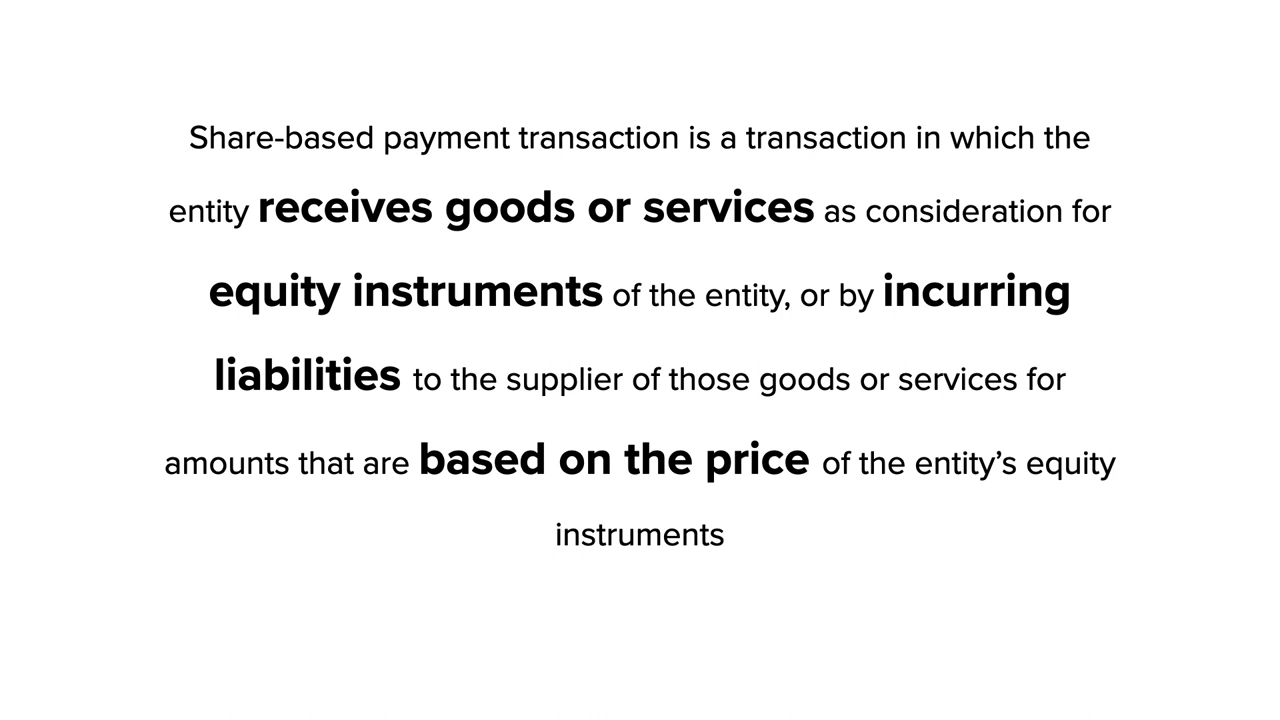 Share-based payment transaction is a transaction in which the
entity receives goods or services as consideration for
equity instruments of the entity, or by incurring
liabilities to the supplier of those goods or services for
amounts that are based on the price of the entity’s equity
instruments